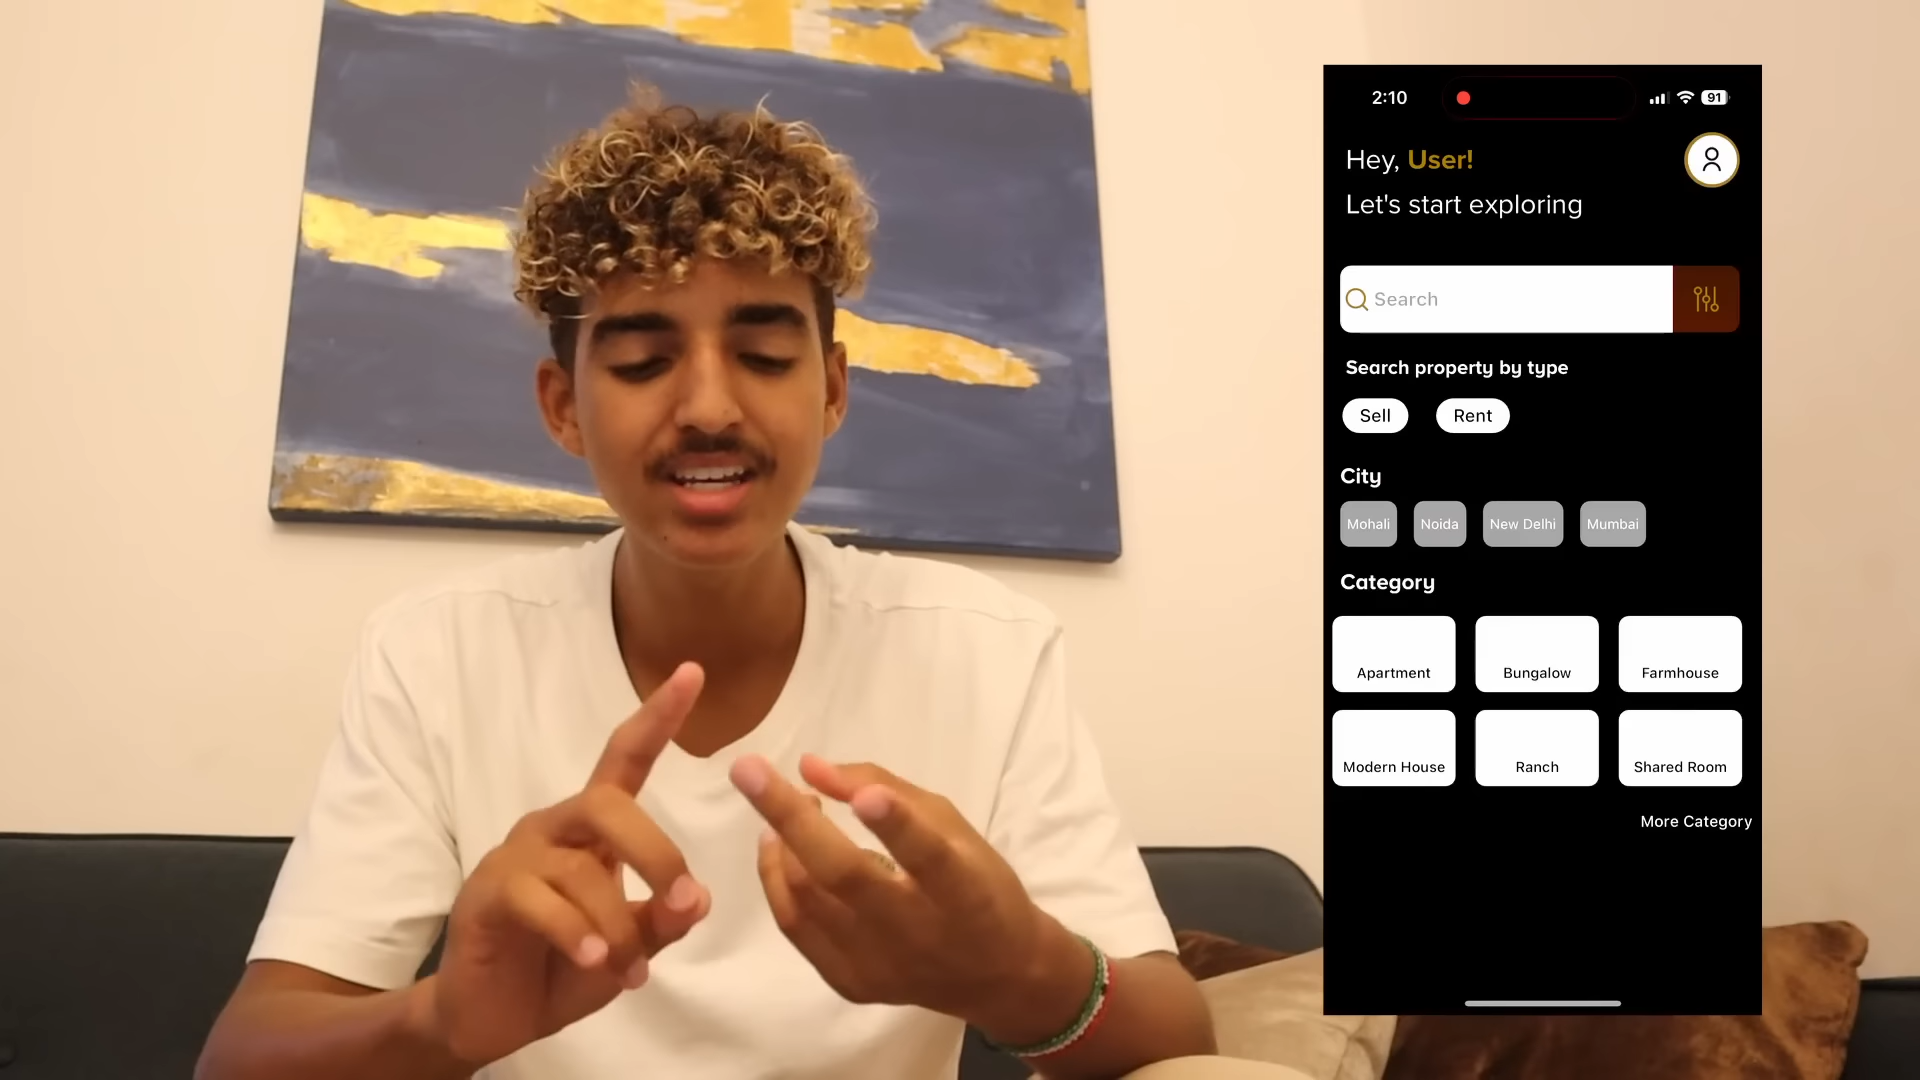 2:10
91
Hey, User!
Let's start exploring
Search
Search property by type
Sell Rent
City
Mohali Noida New Delhi Mumbai
Category
Apartment Bungalow Farmhouse
Modern House Ranch Shared Room
More Category